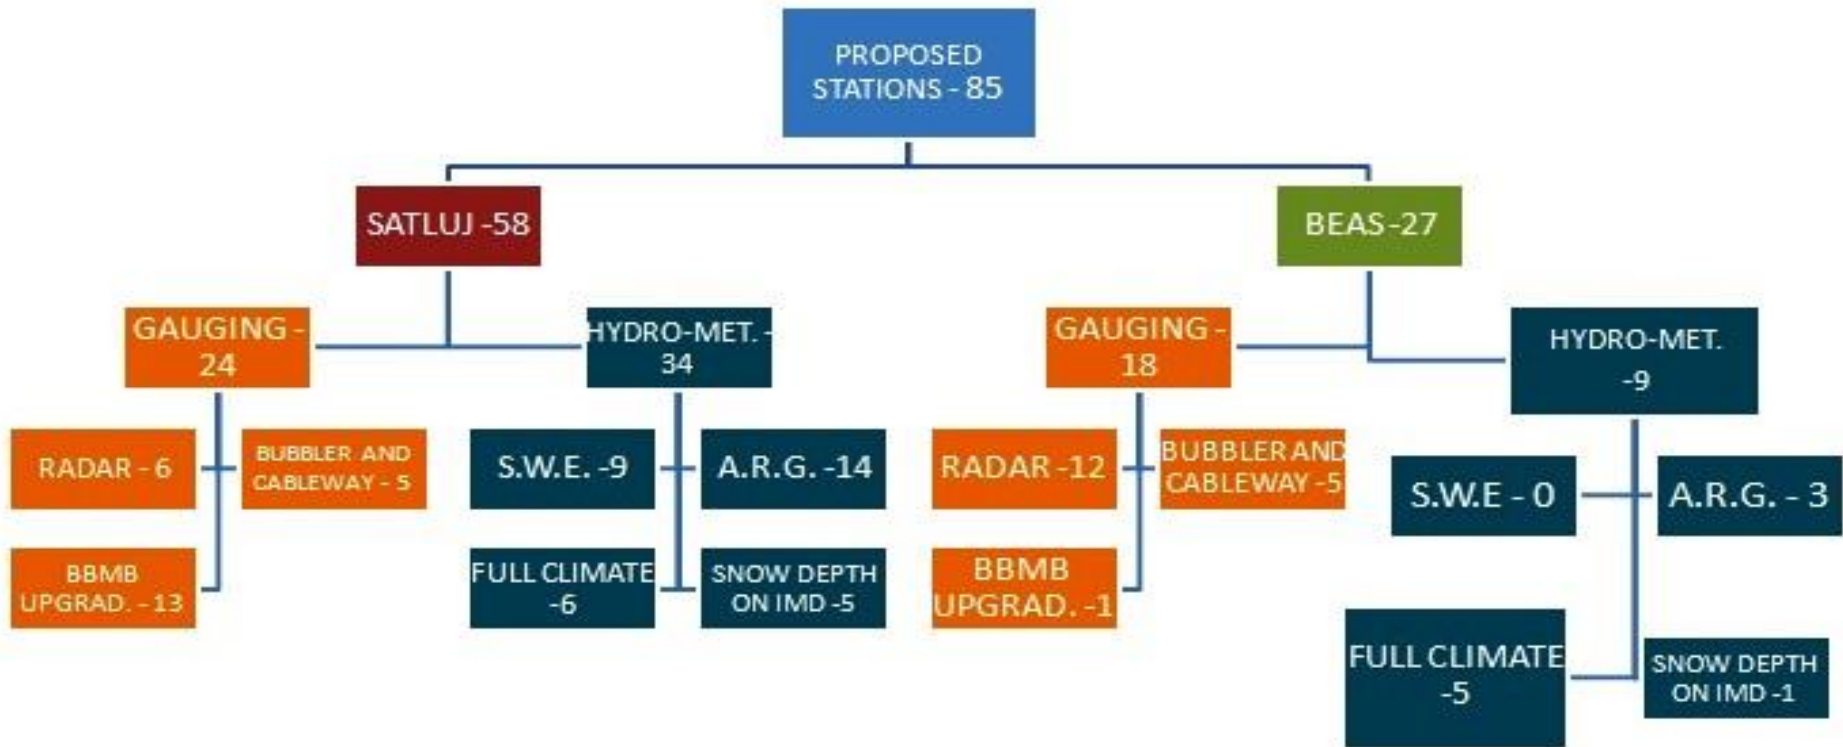 PROPOSED
STATIONS - 85
SATLUJ -58
BEAS -27
GAUGING -
24
HYDRO-MET. -
34
GAUGING -
18
HYDRO-MET.
-9
RADAR - 6
BUBBLER AND
CABLEWAY - 5
S.W.E. -9
A.R.G. -14
RADAR -12
BUBBLER AND
CABLEWAY -5
S.W.E - 0
A.R.G. - 3
BBMB
UPGRAD. - 13
FULL CLIMATE
-6
SNOW DEPTH
ON IMD -5
BBMB
UPGRAD. -1
FULL CLIMATE
-5
SNOW DEPTH
ON IMD -1